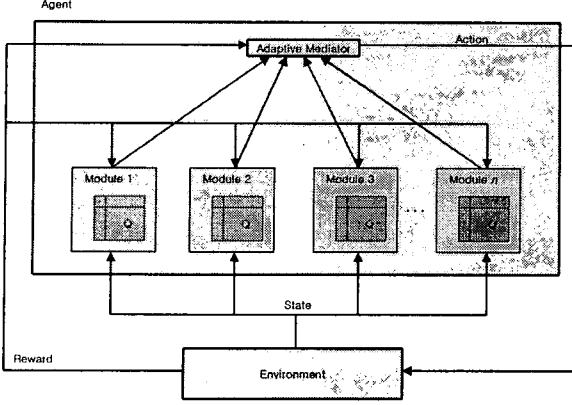 Agent
Adaptive Mediator
Action
Module 1
Module 2
Module 3
Module n
Q
Q
Q
Q
....
State
Reward
Environment